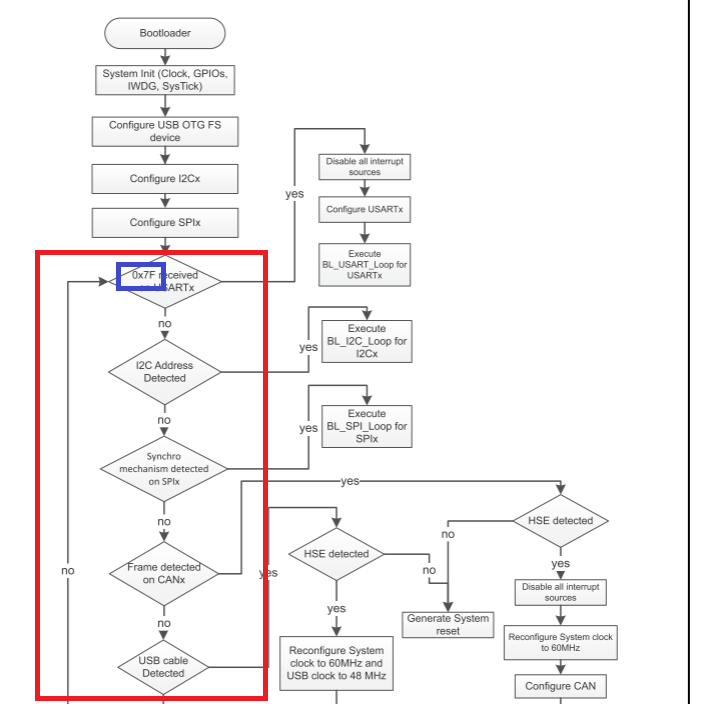 Bootloader
System Init (Clock, GPIOs,
IWDG, SysTick)
Configure USB OTG FS
device
Configure I2Cx
Configure SPIx
0x7F received
on USARTx
no
I2C Address
Detected
no
Synchro
mechanism detected
on SPIx
no
Frame detected
on CANx
no
USB cable
Detected
no
yes
Disable all interrupt
sources
Configure USARTx
Execute
BL_USART_Loop for
USARTx
yes
Execute
BL_I2C_Loop for
I2Cx
yes
Execute
BL_SPI_Loop for
SPIx
yes
HSE detected
no
yes
Disable all interrupt
sources
Reconfigure System clock
to 60MHz
Configure CAN
yes
HSE detected
no
yes
Generate System
reset
Reconfigure System
clock to 60MHz and
USB clock to 48 MHz